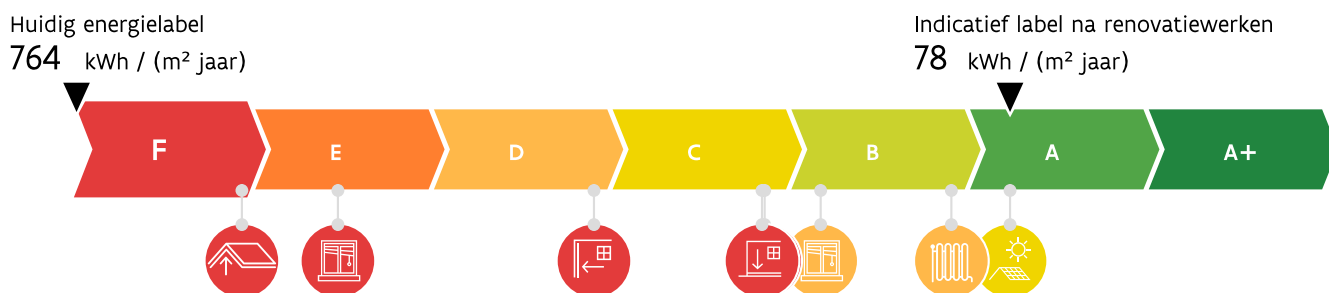 Huidig energielabel
764 kWh / (m² jaar)
Indicatief label na renovatiewerken
78 kWh / (m² jaar)
F E D C B A A+